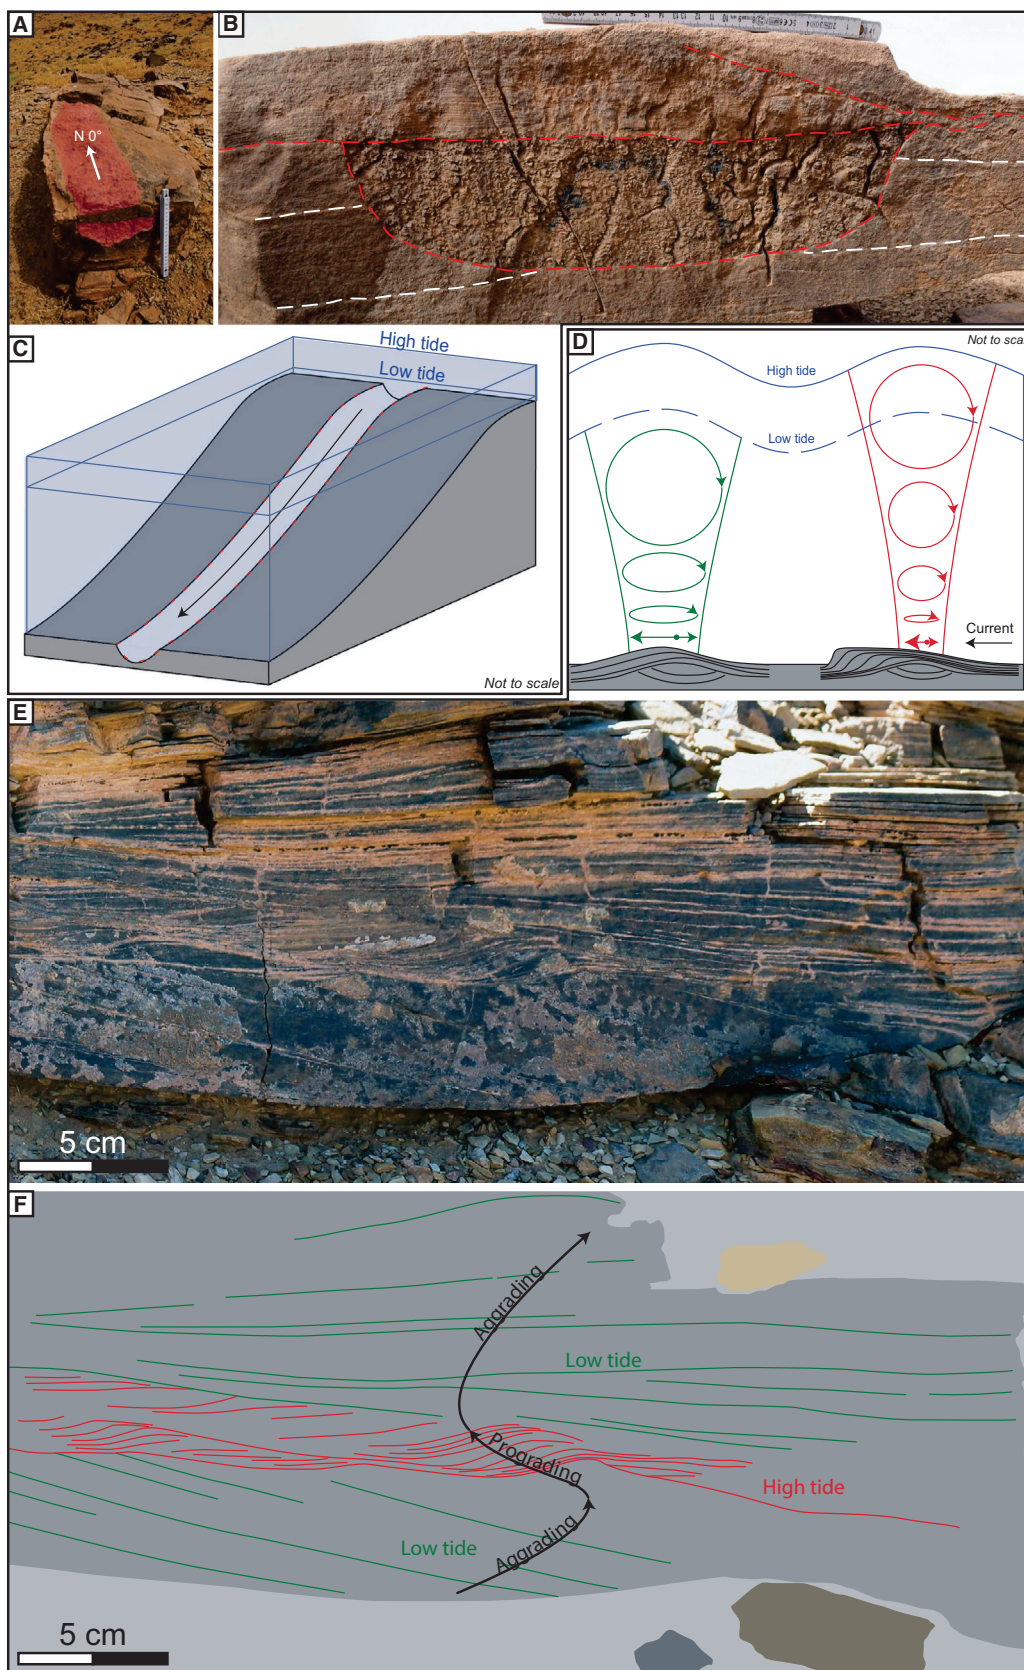 A
N 0°
B
C
High tide
Low tide
Not to scale
D
Not to scal
High tide
Low tide
Current
E
5 cm
F
Aggrading
Low tide
Prograding
High tide
Low tide
Aggrading
5 cm